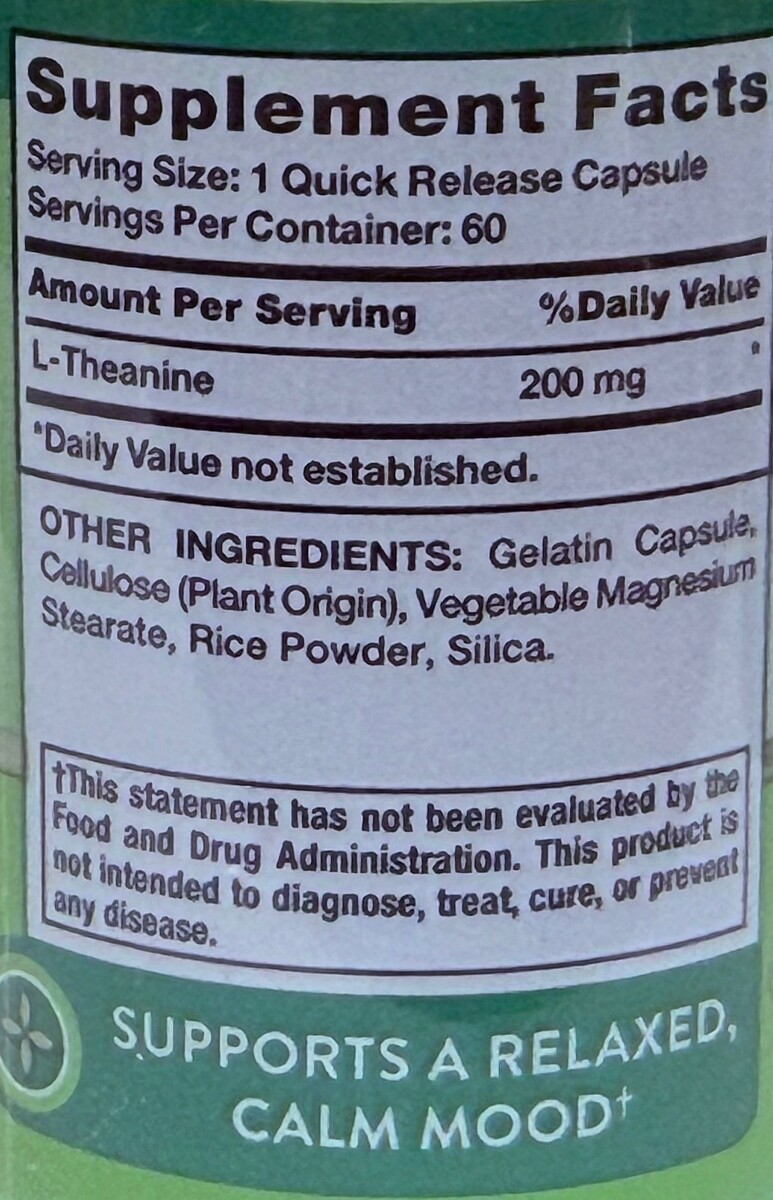 Supplement Facts
Serving Size: 1 Quick Release Capsule
Servings Per Container: 60
Amount Per Serving %Daily Value
L-Theanine 200 mg *
*Daily Value not established.
OTHER INGREDIENTS: Gelatin Capsule,
Cellulose (Plant Origin), Vegetable Magnesium
Stearate, Rice Powder, Silica.
†This statement has not been evaluated by the
Food and Drug Administration. This product is
not intended to diagnose, treat, cure, or prevent
any disease.
SUPPORTS A RELAXED,
CALM MOOD†